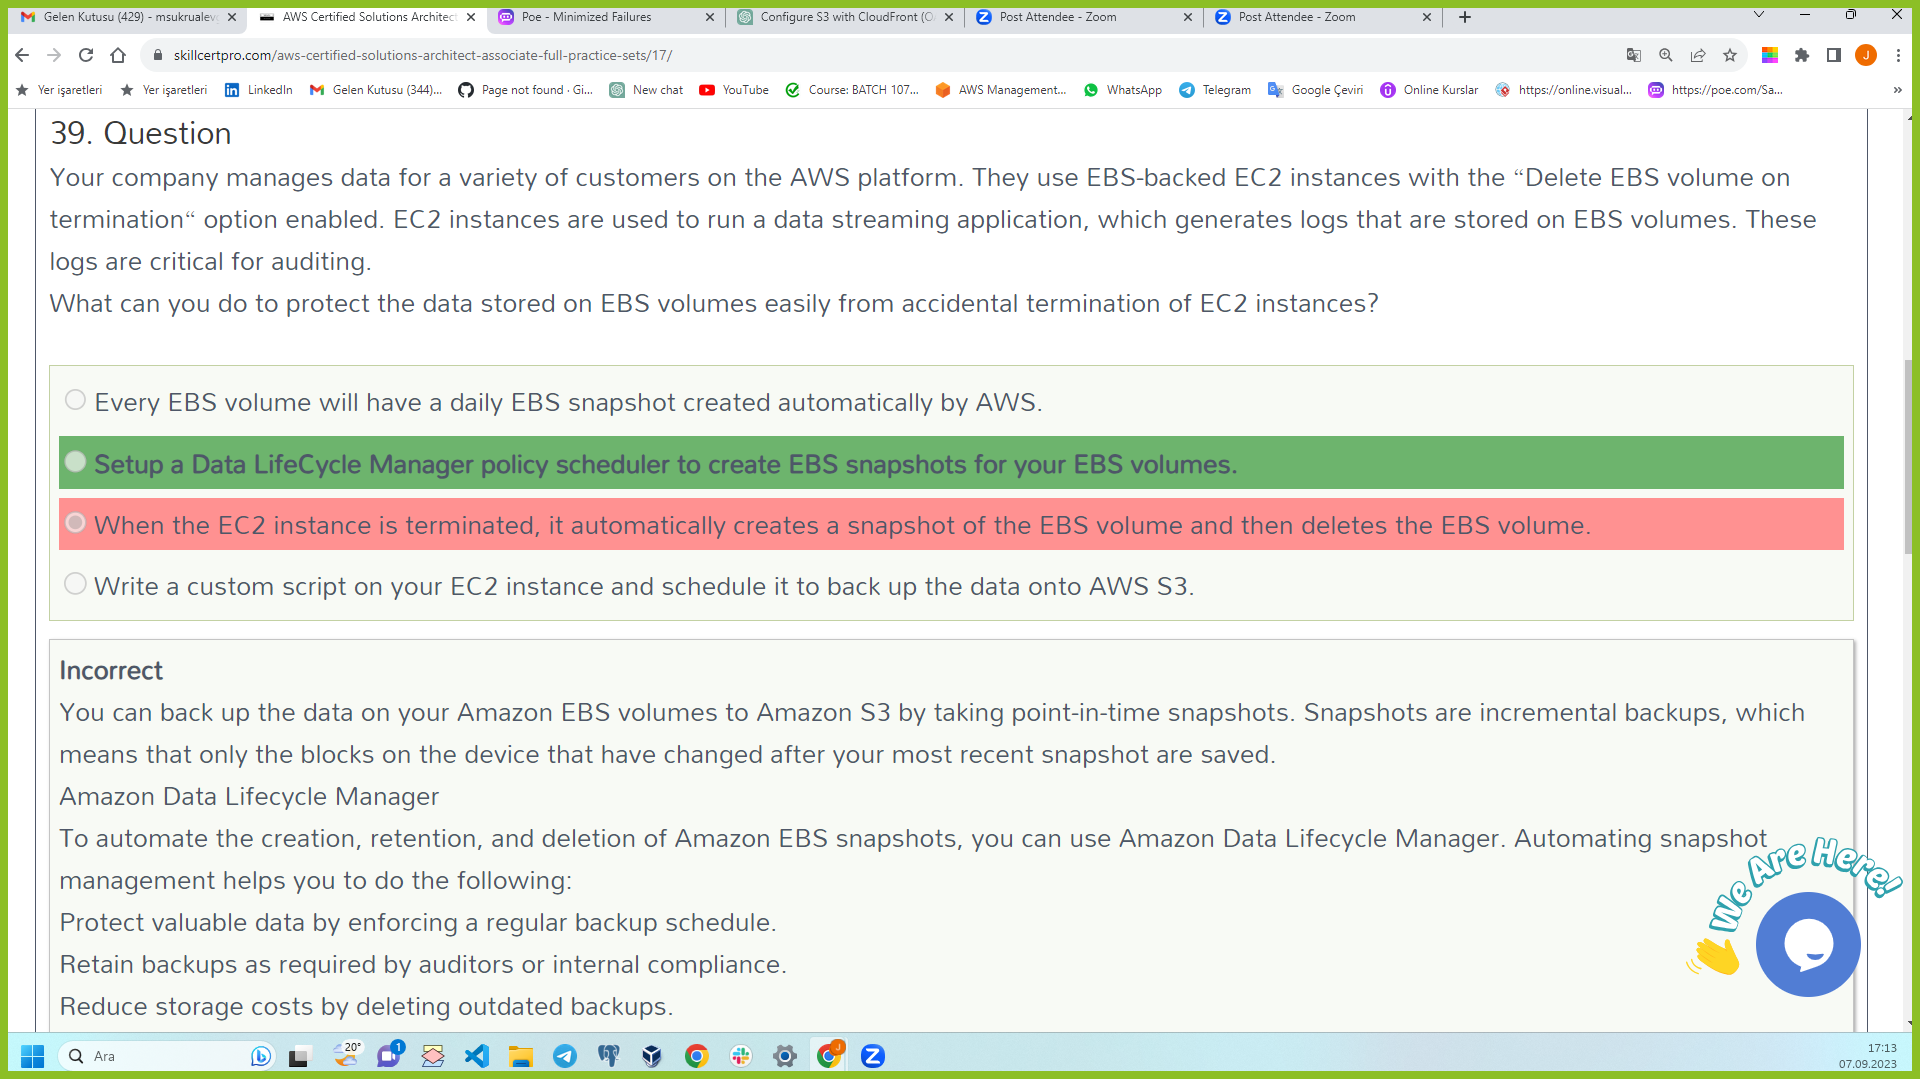 Gelen Kutusu (429) - msukrualev
AWS Certified Solutions Architect
Poe - Minimized Failures
Configure S3 with CloudFront (O
Post Attendee - Zoom
Post Attendee - Zoom
skillcertpro.com/aws-certified-solutions-architect-associate-full-practice-sets/17/
J
Yer işaretleri
Yer işaretleri
LinkedIn
Gelen Kutusu (344)...
Page not found · Gi...
New chat
YouTube
Course: BATCH 107...
AWS Management...
WhatsApp
Telegram
Google Çeviri
Online Kurslar
https://online.visual...
https://poe.com/Sa...
»
39. Question
Your company manages data for a variety of customers on the AWS platform. They use EBS-backed EC2 instances with the “Delete EBS volume on
termination“ option enabled. EC2 instances are used to run a data streaming application, which generates logs that are stored on EBS volumes. These
logs are critical for auditing.
What can you do to protect the data stored on EBS volumes easily from accidental termination of EC2 instances?
Every EBS volume will have a daily EBS snapshot created automatically by AWS.
Setup a Data LifeCycle Manager policy scheduler to create EBS snapshots for your EBS volumes.
When the EC2 instance is terminated, it automatically creates a snapshot of the EBS volume and then deletes the EBS volume.
Write a custom script on your EC2 instance and schedule it to back up the data onto AWS S3.
Incorrect
You can back up the data on your Amazon EBS volumes to Amazon S3 by taking point-in-time snapshots. Snapshots are incremental backups, which
means that only the blocks on the device that have changed after your most recent snapshot are saved.
Amazon Data Lifecycle Manager
To automate the creation, retention, and deletion of Amazon EBS snapshots, you can use Amazon Data Lifecycle Manager. Automating snapshot
management helps you to do the following:
Protect valuable data by enforcing a regular backup schedule.
Retain backups as required by auditors or internal compliance.
Reduce storage costs by deleting outdated backups.
We Are Here!
Ara
20°
1
J
17:13
07.09.2023